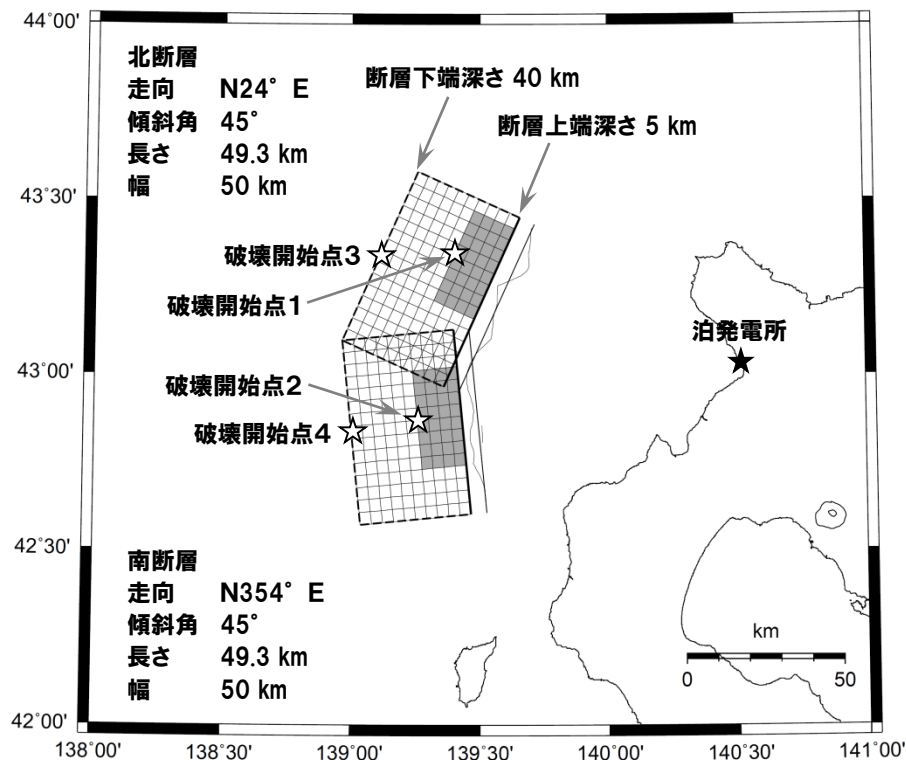 44°00'
北断層
走向 N24° E
傾斜角 45°
長さ 49.3 km
幅 50 km
断層下端深さ 40 km
断層上端深さ 5 km
43°30'
破壊開始点3
破壊開始点1
泊発電所
43°00'
破壊開始点2
破壊開始点4
42°30'
南断層
走向 N354° E
傾斜角 45°
長さ 49.3 km
幅 50 km
km
0 50
42°00'
138°00' 138°30' 139°00' 139°30' 140°00' 140°30' 141°00'